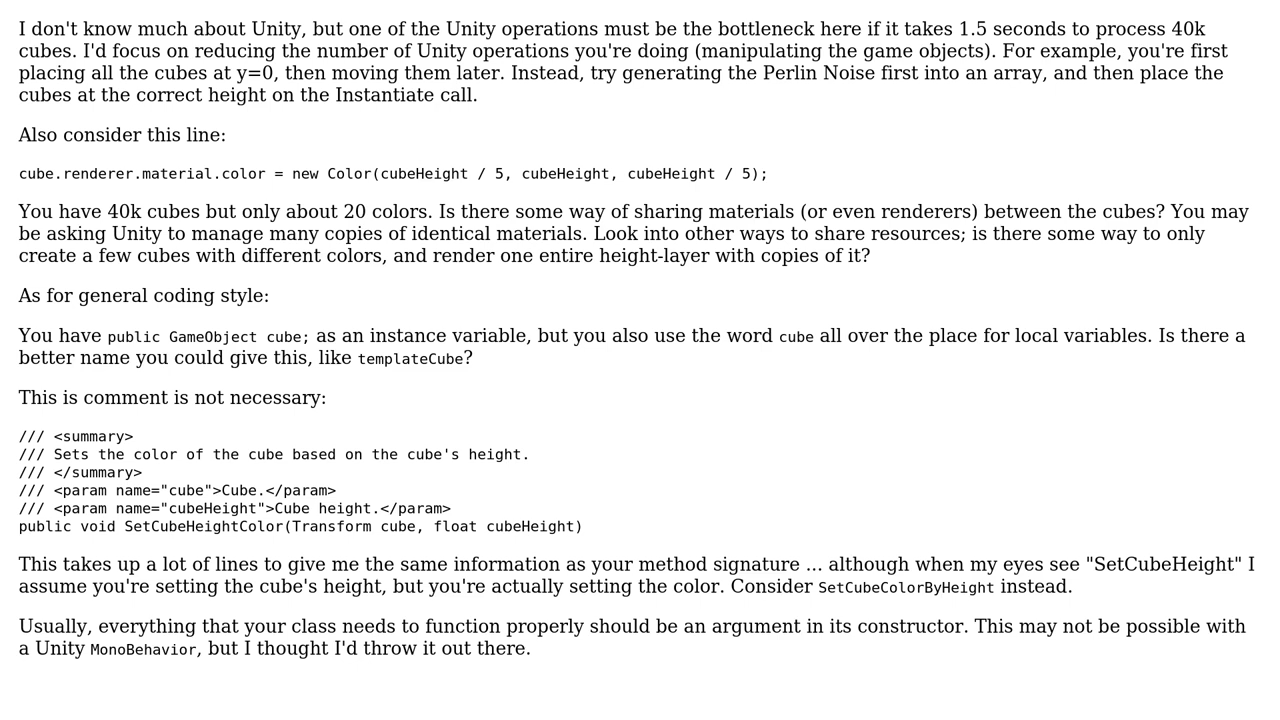 I don't know much about Unity, but one of the Unity operations must be the bottleneck here if it takes 1.5 seconds to process 40k
cubes. I'd focus on reducing the number of Unity operations you're doing (manipulating the game objects). For example, you're first
placing all the cubes at y=0, then moving them later. Instead, try generating the Perlin Noise first into an array, and then place the
cubes at the correct height on the Instantiate call.
Also consider this line:
cube.renderer.material.color = new Color(cubeHeight / 5, cubeHeight, cubeHeight / 5);
You have 40k cubes but only about 20 colors. Is there some way of sharing materials (or even renderers) between the cubes? You may
be asking Unity to manage many copies of identical materials. Look into other ways to share resources; is there some way to only
create a few cubes with different colors, and render one entire height-layer with copies of it?
As for general coding style:
You have public GameObject cube; as an instance variable, but you also use the word cube all over the place for local variables. Is there a
better name you could give this, like templateCube?
This is comment is not necessary:
/// <summary>
/// Sets the color of the cube based on the cube's height.
/// </summary>
/// <param name="cube">Cube.</param>
/// <param name="cubeHeight">Cube height.</param>
public void SetCubeHeightColor(Transform cube, float cubeHeight)
This takes up a lot of lines to give me the same information as your method signature ... although when my eyes see "SetCubeHeight" I
assume you're setting the cube's height, but you're actually setting the color. Consider SetCubeColorByHeight instead.
Usually, everything that your class needs to function properly should be an argument in its constructor. This may not be possible with
a Unity MonoBehavior, but I thought I'd throw it out there.